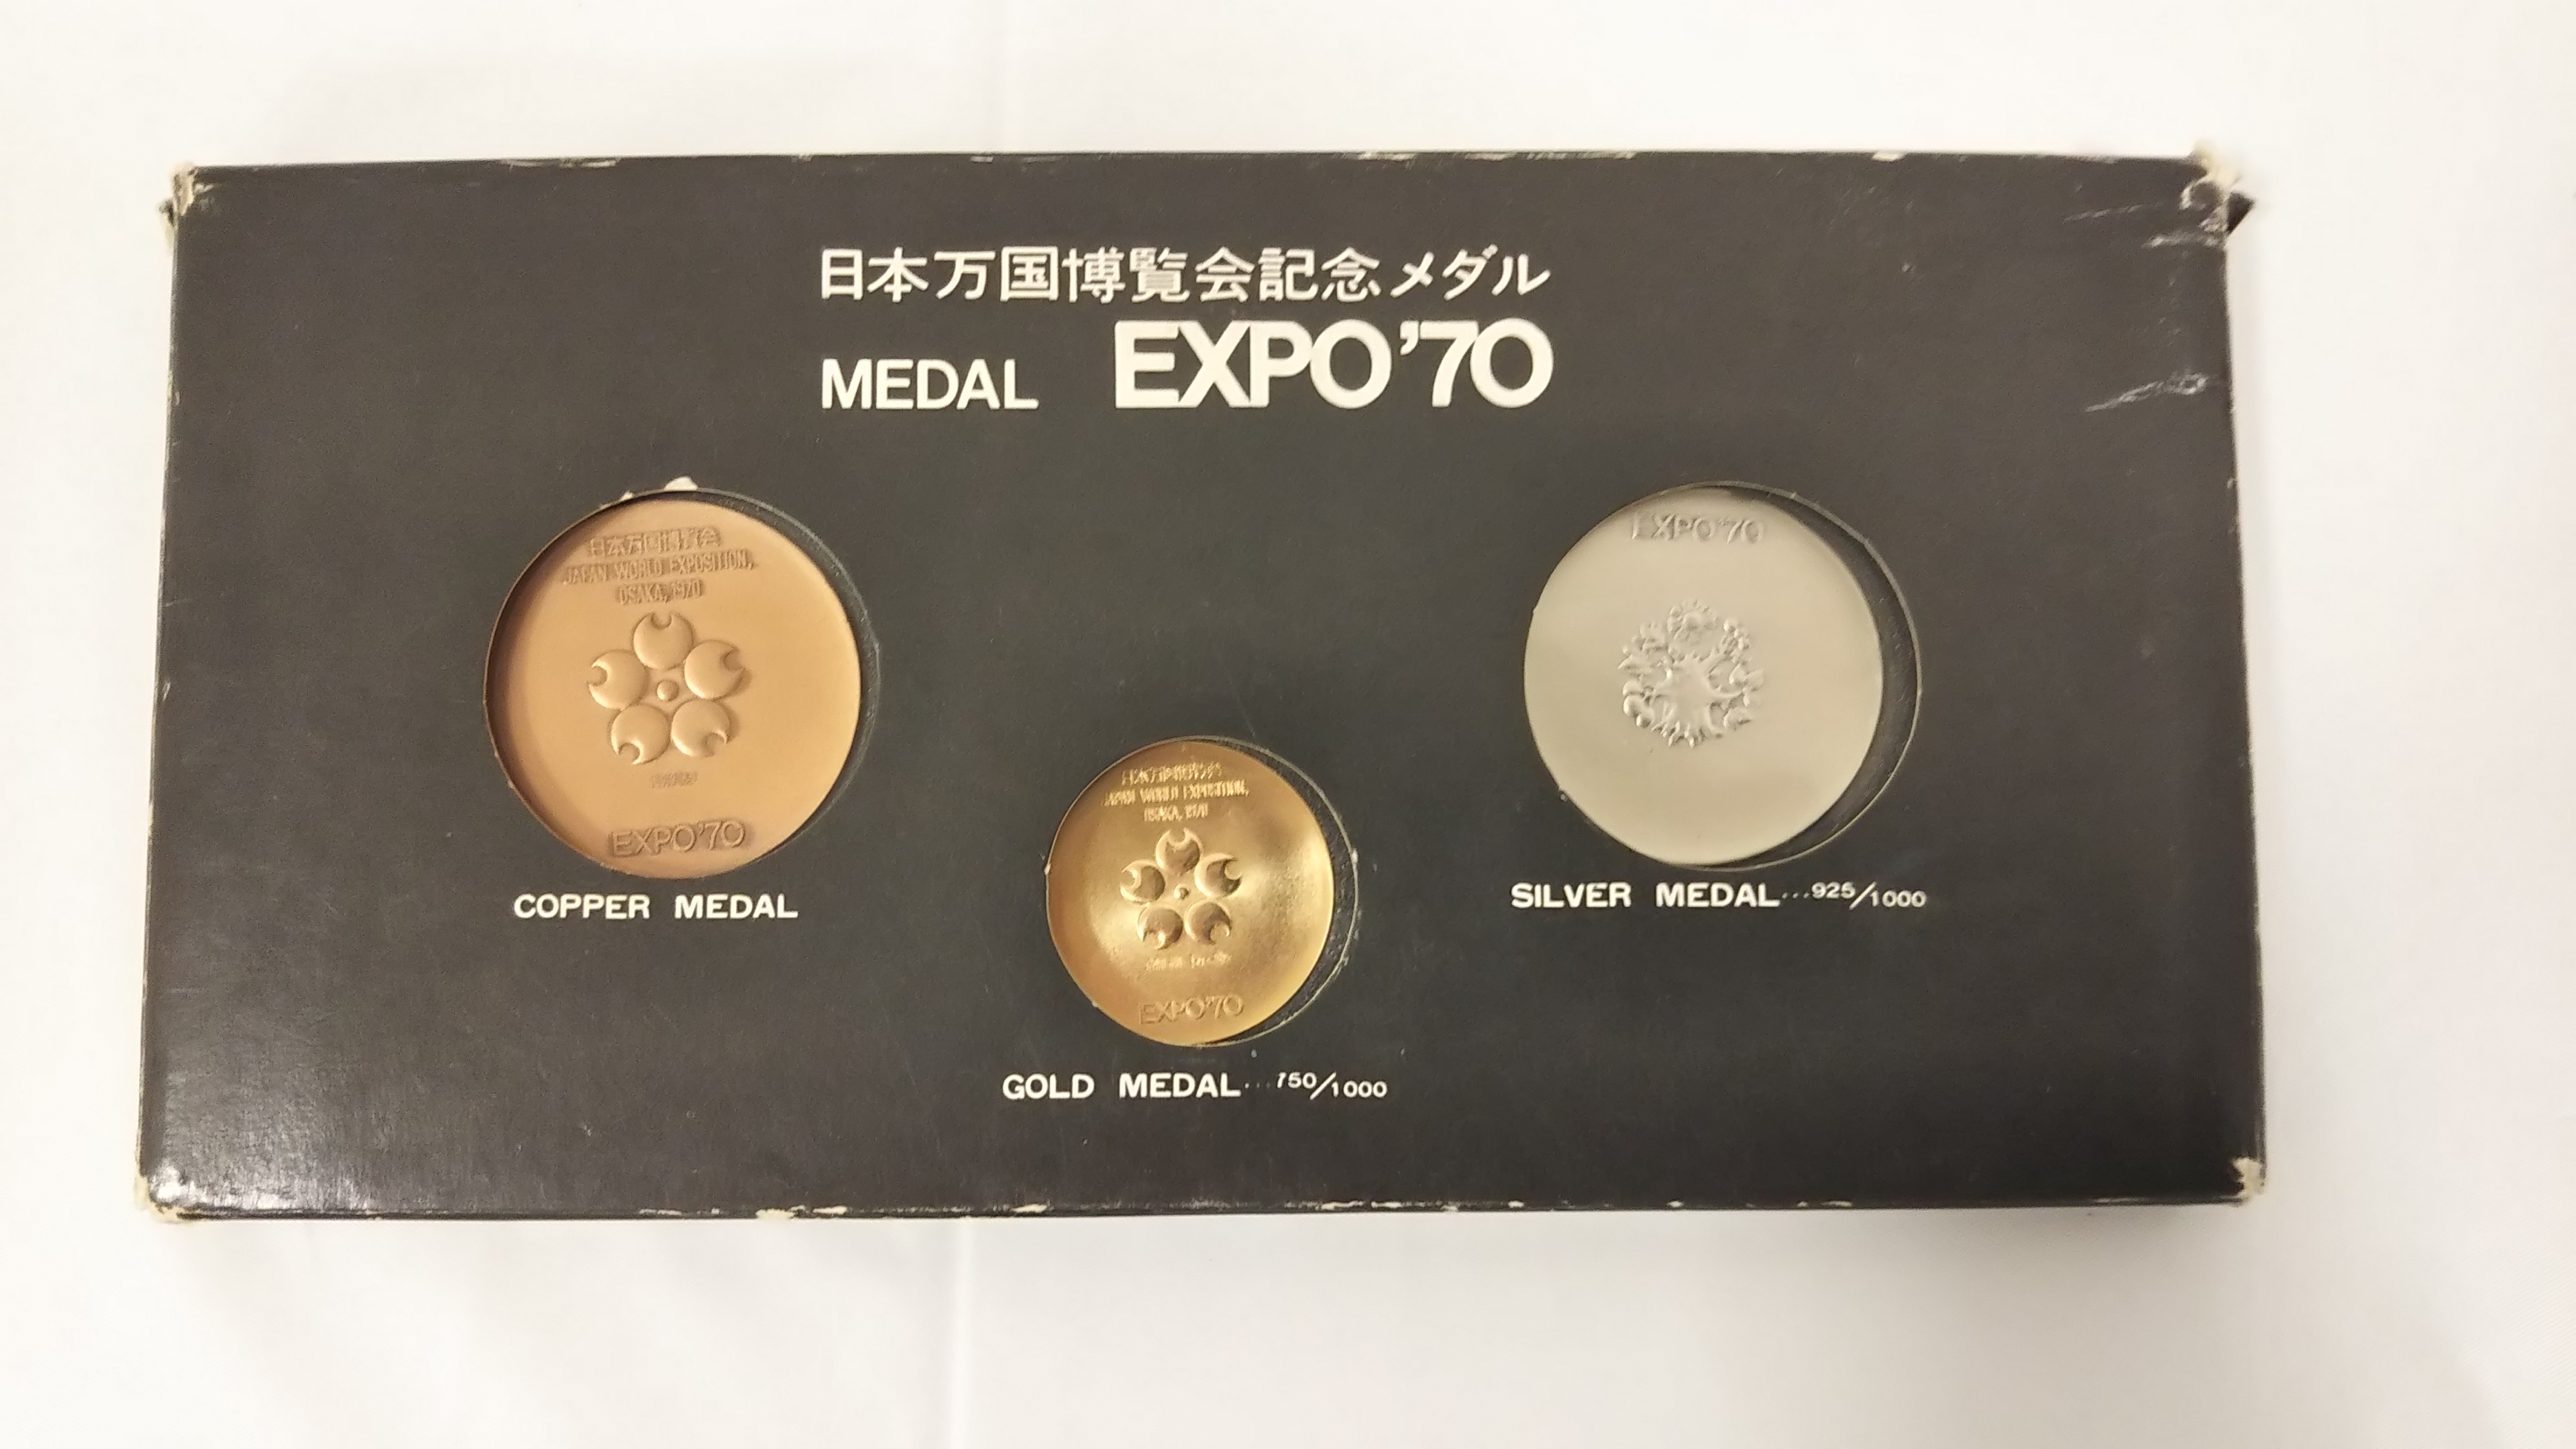 日本万国博覧会記念メダル
MEDAL EXPO'70
日本万国博覧会
JAPAN WORLD EXPOSITION,
OSAKA, 1970
EXPO'70
COPPER MEDAL
日本万国博覧会
JAPAN WORLD EXPOSITION,
OSAKA, 1970
EXPO'70
GOLD MEDAL...750/1000
EXPO'70
SILVER MEDAL...925/1000